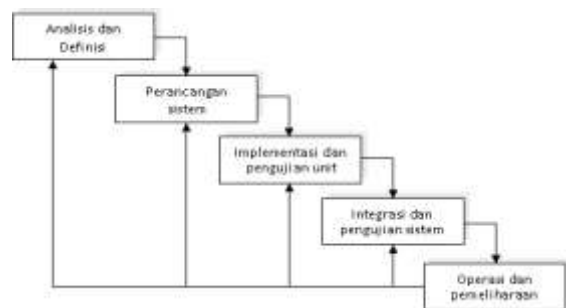 Analisis dan
Definisi
Perancangan
sistem
Implementasi dan
pengujian unit
Integrasi dan
pengujian sistem
Operasi dan
pemeliharaan